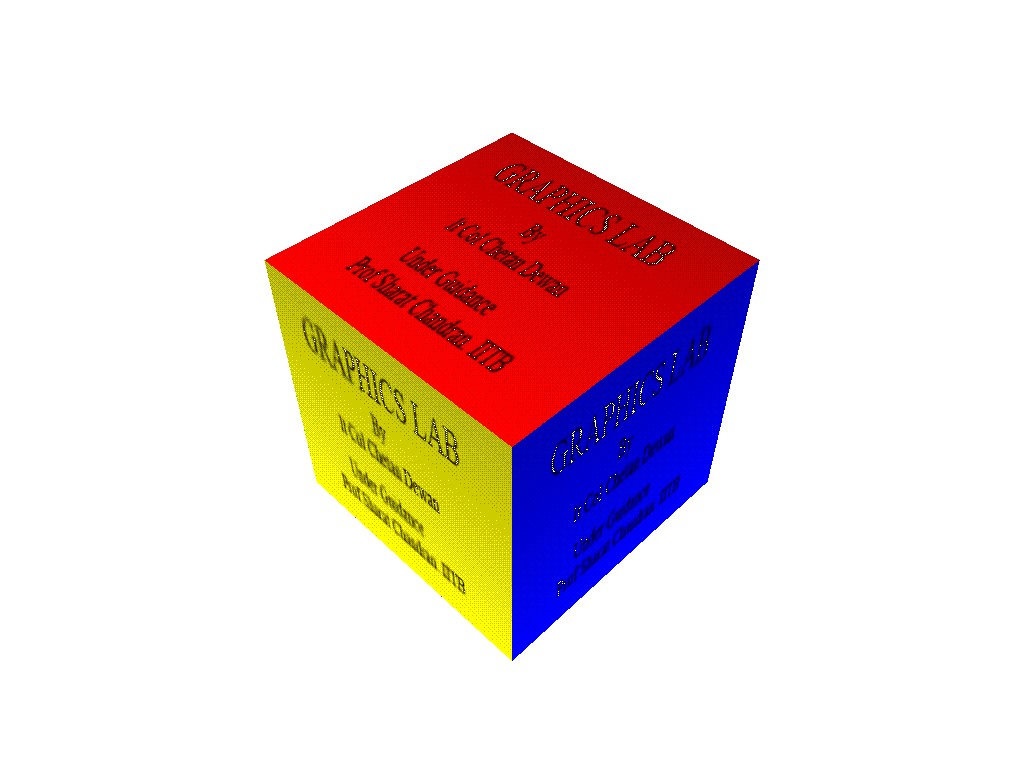 GRAPHICS LAB
By
lt Col Chetan Dewan
Under Guidance
Prof Sharat Chandran IITB
GRAPHICS LAB
By
lt Col Chetan Dewan
Under Guidance
Prof Sharat Chandran IITB
GRAPHICS LAB
By
lt Col Chetan Dewan
Under Guidance
Prof Sharat Chandran IITB